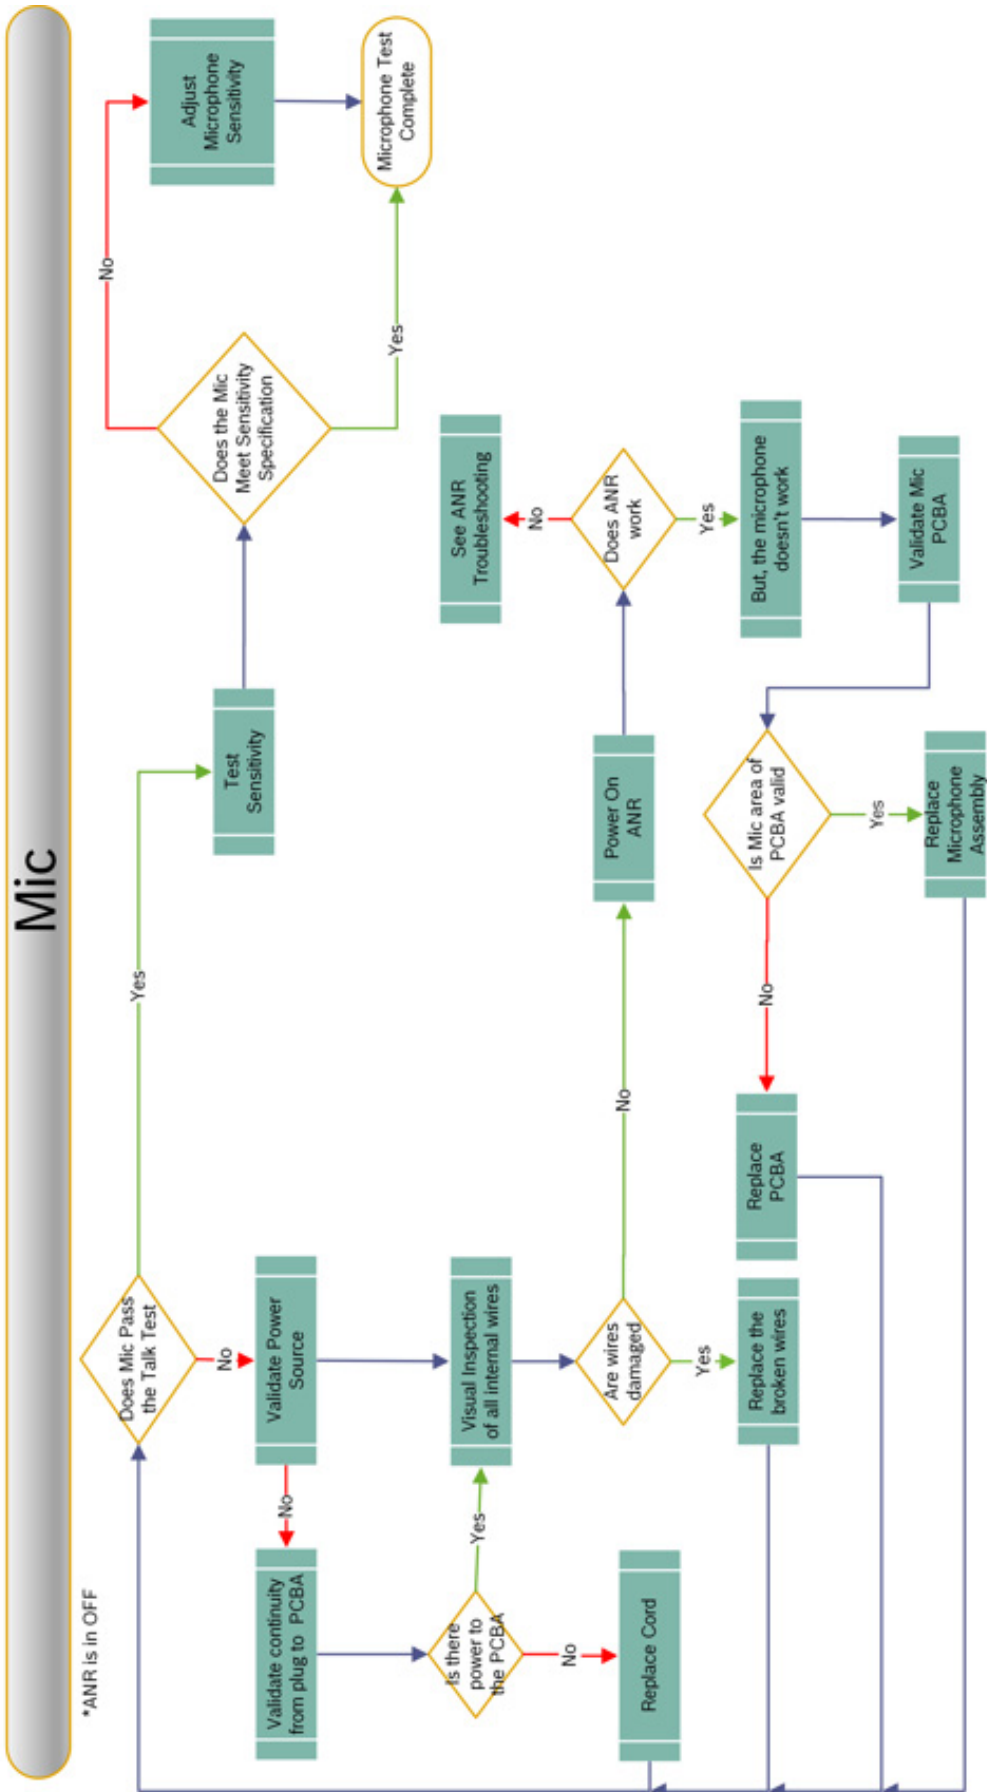 Mic
*ANR is in OFF
Does Mic Pass
the Talk Test
Yes
No
Test
Sensitivity
Does the Mic
Meet Sensitivity
Specification
No
Yes
Adjust
Microphone
Sensitivity
Microphone Test
Complete
Validate Power
Source
No
Validate continuity
from plug to PCBA
Is there
power to
the PCBA
Yes
No
Replace Cord
Visual Inspection
of all internal wires
Are wires
damaged
No
Yes
Replace the
broken wires
Power On
ANR
Does ANR
work
No
See ANR
Troubleshooting
Yes
But, the microphone
doesn't work
Validate Mic
PCBA
Is Mic area of
PCBA valid
No
Replace
PCBA
Yes
Replace
Microphone
Assembly